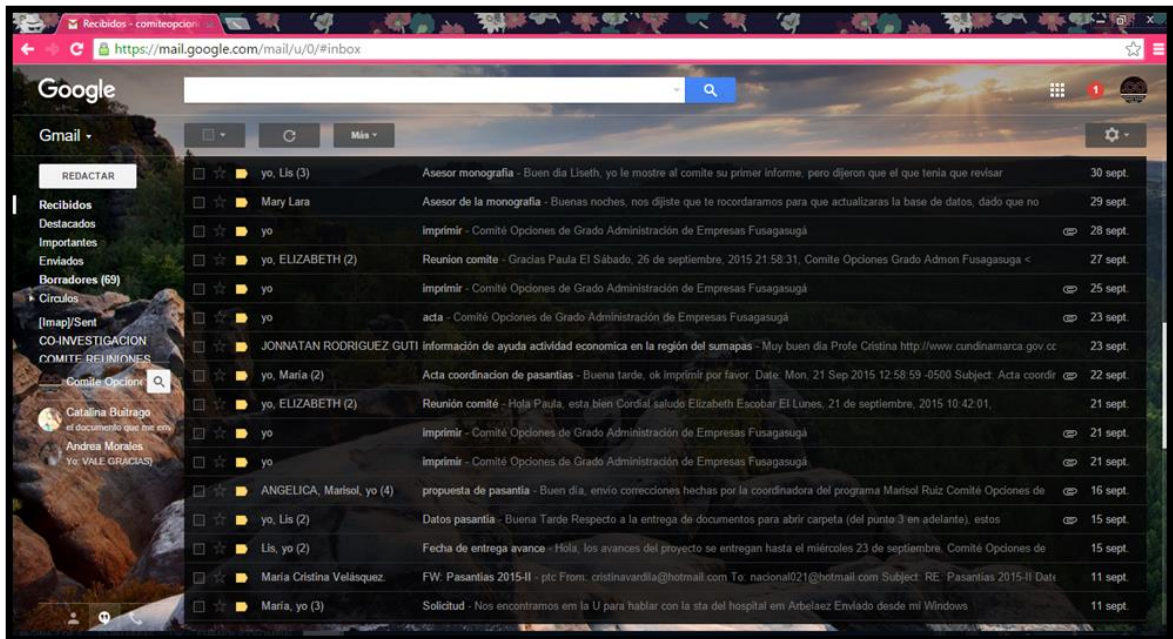 Recibidos - comiteopcion
https://mail.google.com/mail/u/0/#inbox
Google
1
Gmail
Más
REDACTAR
Recibidos
Destacados
Importantes
Enviados
Borradores (69)
Círculos
[Imap]/Sent
CO-INVESTIGACION
COMITE REUNIONES
Comite Opcione
Catalina Buitrago
el documento que me env
Andrea Morales
Yo: VALE GRACIAS)
yo, Lis (3) Asesor monografia - Buen dia Liseth, yo le mostre al comite su primer informe, pero dijeron que el que tenia que revisar 30 sept.
Mary Lara Asesor de la monografía - Buenas noches, nos dijiste que te recordaramos para que actualizaras la base de datos, dado que no 29 sept.
yo imprimir - Comité Opciones de Grado Administración de Empresas Fusagasugá 28 sept.
yo, ELIZABETH (2) Reunion comite - Gracias Paula El Sábado, 26 de septiembre, 2015 21:58:31, Comite Opciones Grado Admon Fusagasuga < 27 sept.
yo imprimir - Comité Opciones de Grado Administración de Empresas Fusagasugá 25 sept.
yo acta - Comité Opciones de Grado Administración de Empresas Fusagasugá 23 sept.
JONNATAN RODRIGUEZ GUTI información de ayuda actividad economica en la región del sumapas - Muy buen dia Profe Cristina http://www.cundinamarca.gov.cc 23 sept.
yo, María (2) Acta coordinacion de pasantias - Buena tarde, ok imprimir por favor. Date: Mon, 21 Sep 2015 12:58:59 -0500 Subject: Acta coordir 22 sept.
yo, ELIZABETH (2) Reunión comité - Hola Paula, esta bien Cordial saludo Elizabeth Escobar El Lunes, 21 de septiembre, 2015 10:42:01, 21 sept.
yo imprimir - Comité Opciones de Grado Administración de Empresas Fusagasugá 21 sept.
yo imprimir - Comité Opciones de Grado Administración de Empresas Fusagasugá 21 sept.
ANGELICA, Marisol, yo (4) propuesta de pasantia - Buen día, envío correcciones hechas por la coordinadora del programa Marisol Ruiz Comité Opciones de 16 sept.
yo, Lis (2) Datos pasantia - Buena Tarde Respecto a la entrega de documentos para abrir carpeta (del punto 3 en adelante), estos 15 sept.
Lis, yo (2) Fecha de entrega avance - Hola, los avances del proyecto se entregan hasta el miércoles 23 de septiembre. Comité Opciones de 15 sept.
María Cristina Velásquez. FW: Pasantias 2015-II - ptc From: cristinavardila@hotmail.com To: nacional021@hotmail.com Subject: RE: Pasantias 2015-II Date 11 sept.
María, yo (3) Solicitud - Nos encontramos em la U para hablar con la sta del hospital em Arbelaez Enviado desde mi Windows 11 sept.